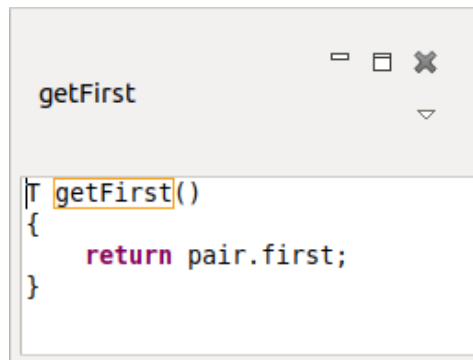 getFirst
T getFirst()
{
    return pair.first;
}